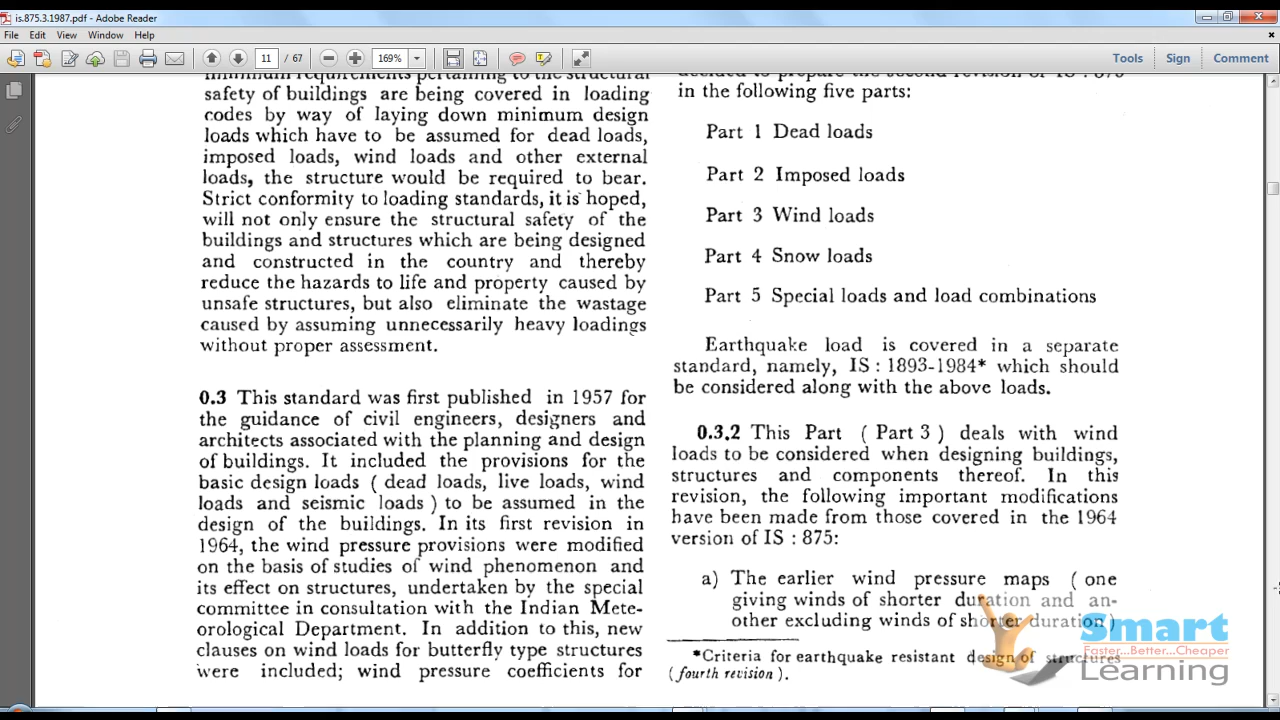 is.875.3.1987.pdf - Adobe Reader
File Edit View Window Help
11 / 67 169% Tools Sign Comment
minimum requirements pertaining to the structural
safety of buildings are being covered in loading
codes by way of laying down minimum design
loads which have to be assumed for dead loads,
imposed loads, wind loads and other external
loads, the structure would be required to bear.
Strict conformity to loading standards, it is hoped,
will not only ensure the structural safety of the
buildings and structures which are being designed
and constructed in the country and thereby
reduce the hazards to life and property caused by
unsafe structures, but also eliminate the wastage
caused by assuming unnecessarily heavy loadings
without proper assessment.
0.3 This standard was first published in 1957 for
the guidance of civil engineers, designers and
architects associated with the planning and design
of buildings. It included the provisions for the
basic design loads ( dead loads, live loads, wind
loads and seismic loads ) to be assumed in the
design of the buildings. In its first revision in
1964, the wind pressure provisions were modified
on the basis of studies of wind phenomenon and
its effect on structures, undertaken by the special
committee in consultation with the Indian Mete-
orological Department. In addition to this, new
clauses on wind loads for butterfly type structures
were included; wind pressure coefficients for
decided to prepare the second revision of IS : 875
in the following five parts:
Part 1 Dead loads
Part 2 Imposed loads
Part 3 Wind loads
Part 4 Snow loads
Part 5 Special loads and load combinations
Earthquake load is covered in a separate
standard, namely, IS : 1893-1984* which should
be considered along with the above loads.
0.3.2 This Part ( Part 3 ) deals with wind
loads to be considered when designing buildings,
structures and components thereof. In this
revision, the following important modifications
have been made from those covered in the 1964
version of IS : 875:
a) The earlier wind pressure maps ( one
giving winds of shorter duration and an-
other excluding winds of shorter duration )
*Criteria for earthquake resistant design of structures
( fourth revision ).
Smart
Faster...Better...Cheaper
Learning